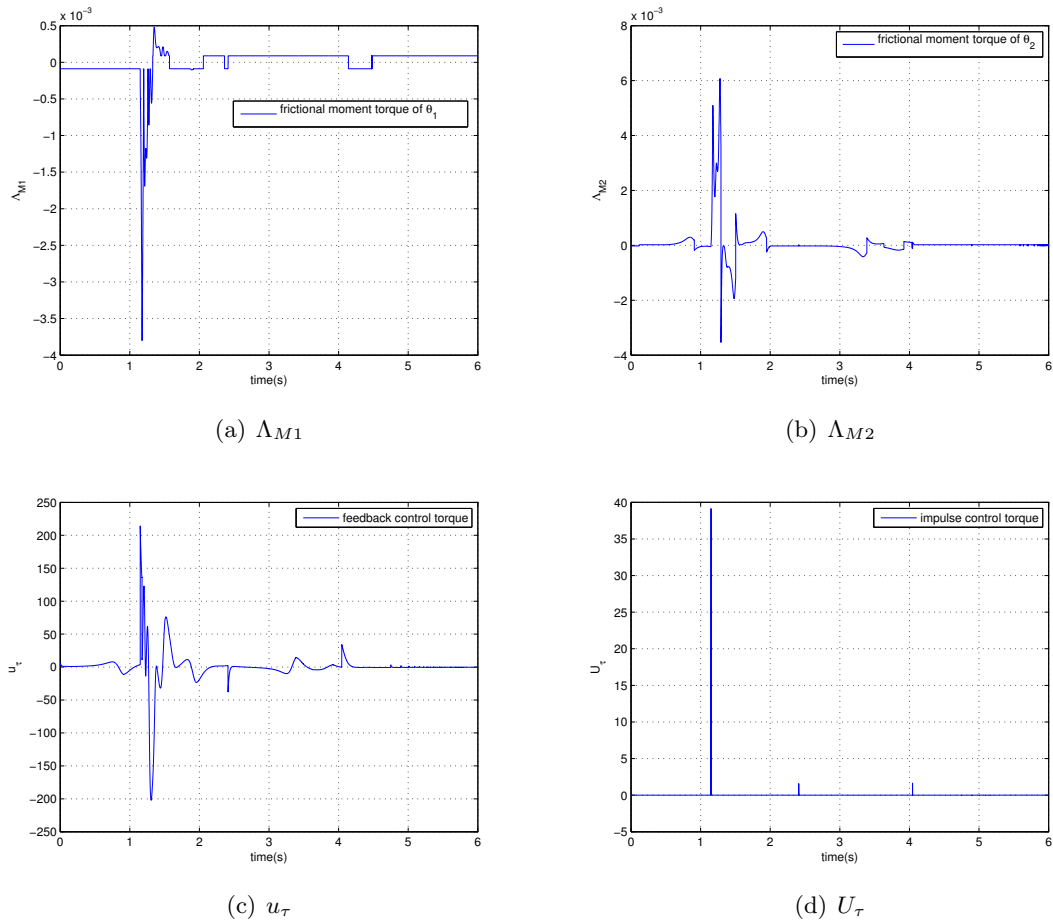 x 10⁻³
0.5
0
−0.5
−1
−1.5
−2
−2.5
−3
−3.5
−4
Λ_M1
frictional moment torque of θ_1
0 1 2 3 4 5 6
time(s)
(a) Λ_M1
x 10⁻³
8
6
4
2
0
−2
−4
Λ_M2
frictional moment torque of θ_2
0 1 2 3 4 5 6
time(s)
(b) Λ_M2
250
200
150
100
50
0
−50
−100
−150
−200
−250
u_τ
feedback control torque
0 1 2 3 4 5 6
time(s)
(c) u_τ
40
35
30
25
20
15
10
5
0
−5
U_τ
impulse control torque
0 1 2 3 4 5 6
time(s)
(d) U_τ